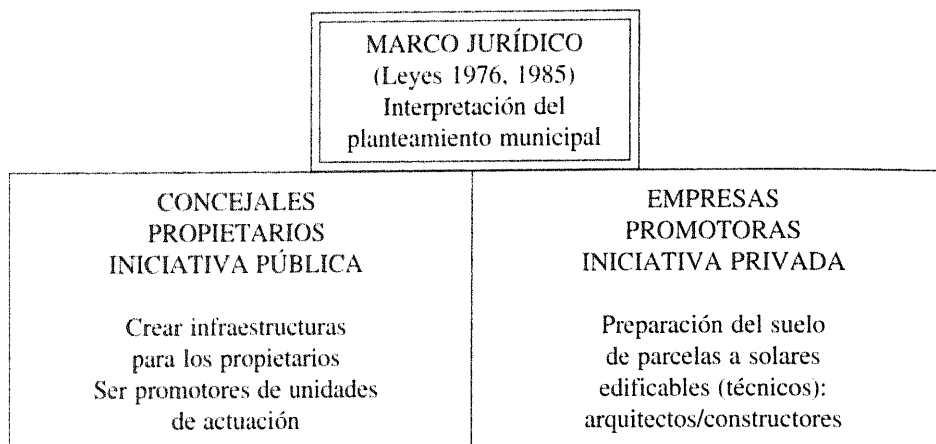 MARCO JURÍDICO
(Leyes 1976, 1985)
Interpretación del
planteamiento municipal
CONCEJALES
PROPIETARIOS
INICIATIVA PÚBLICA
Crear infraestructuras
para los propietarios
Ser promotores de unidades
de actuación
EMPRESAS
PROMOTORAS
INICIATIVA PRIVADA
Preparación del suelo
de parcelas a solares
edificables (técnicos):
arquitectos/constructores